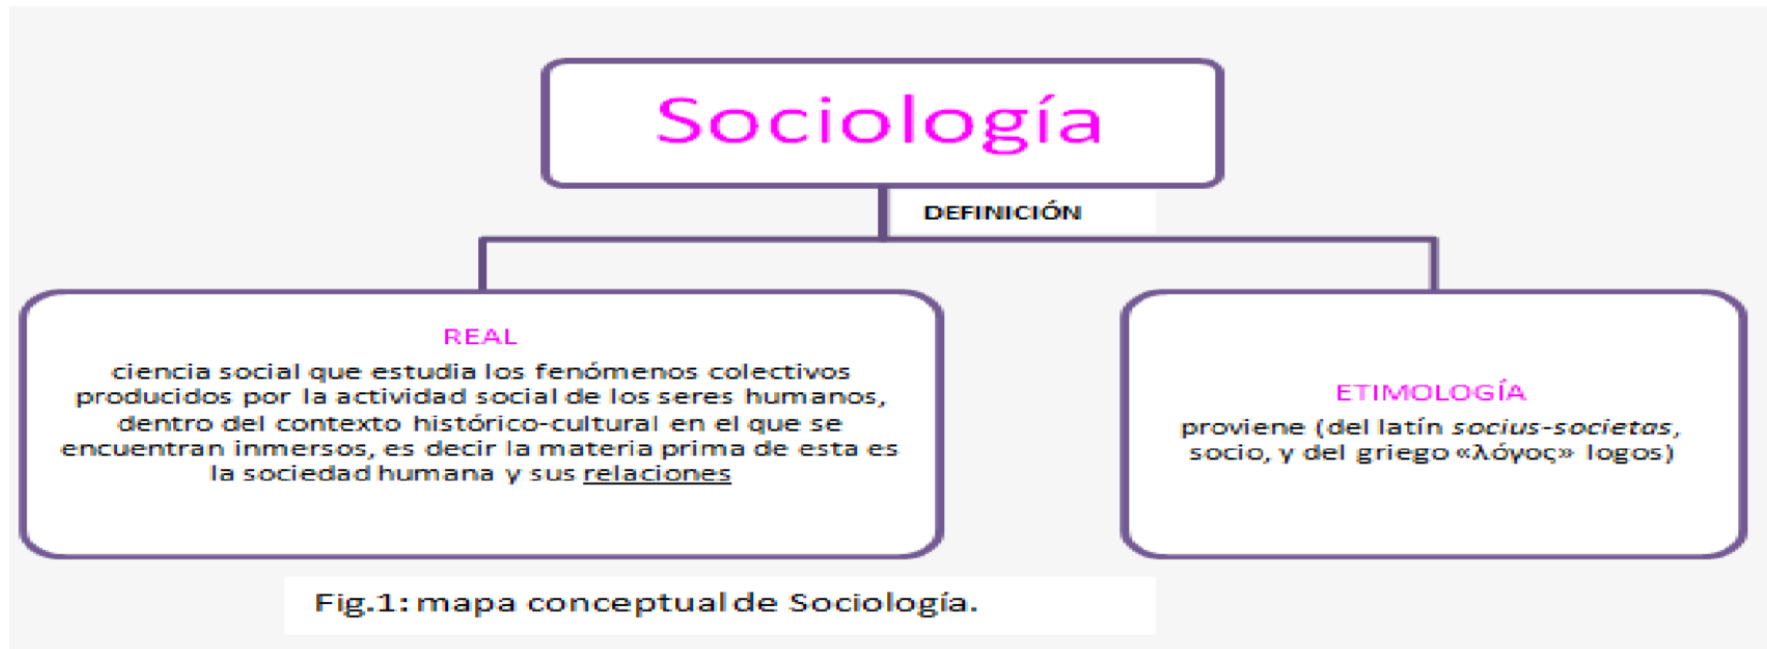 Sociología
DEFINICIÓN
REAL
ciencia social que estudia los fenómenos colectivos
producidos por la actividad social de los seres humanos,
dentro del contexto histórico-cultural en el que se
encuentran inmersos, es decir la materia prima de esta es
la sociedad humana y sus relaciones
ETIMOLOGÍA
proviene (del latín socius-societas,
socio, y del griego «λόγος» logos)
Fig.1: mapa conceptual de Sociología.